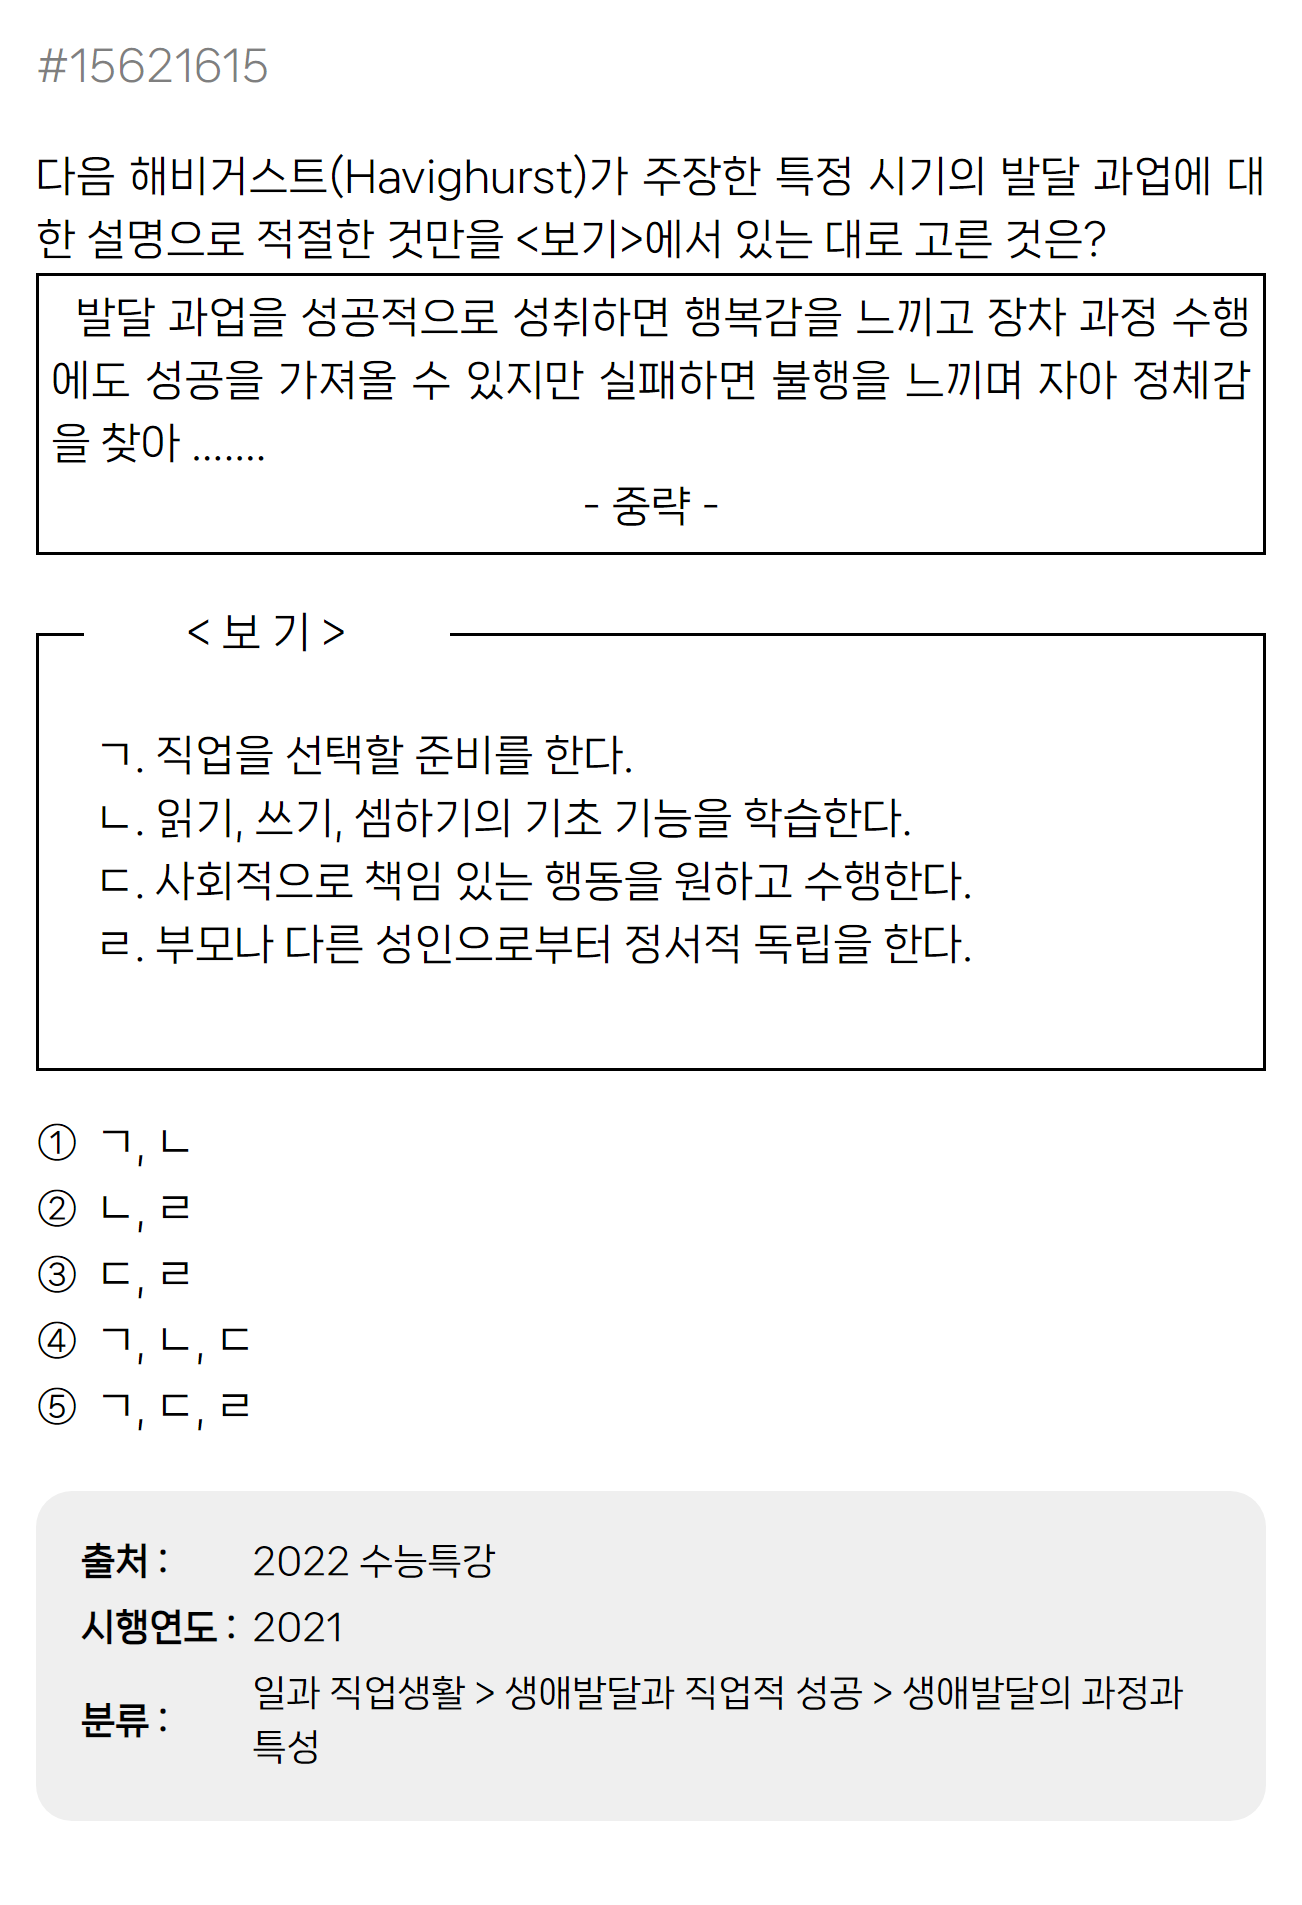 #15621615
다음 해비거스트(Havighurst)가 주장한 특정 시기의 발달 과업에 대
한 설명으로 적절한 것만을 <보기>에서 있는 대로 고른 것은?
발달 과업을 성공적으로 성취하면 행복감을 느끼고 장차 과정 수행
에도 성공을 가져올 수 있지만 실패하면 불행을 느끼며 자아 정체감
을 찾아 .......
- 중략 -
< 보 기 >
ㄱ. 직업을 선택할 준비를 한다.
ㄴ. 읽기, 쓰기, 셈하기의 기초 기능을 학습한다.
ㄷ. 사회적으로 책임 있는 행동을 원하고 수행한다.
ㄹ. 부모나 다른 성인으로부터 정서적 독립을 한다.
① ㄱ, ㄴ
② ㄴ, ㄹ
③ ㄷ, ㄹ
④ ㄱ, ㄴ, ㄷ
⑤ ㄱ, ㄷ, ㄹ
출처 : 2022 수능특강
시행연도 : 2021
분류 : 일과 직업생활 > 생애발달과 직업적 성공 > 생애발달의 과정과
특성